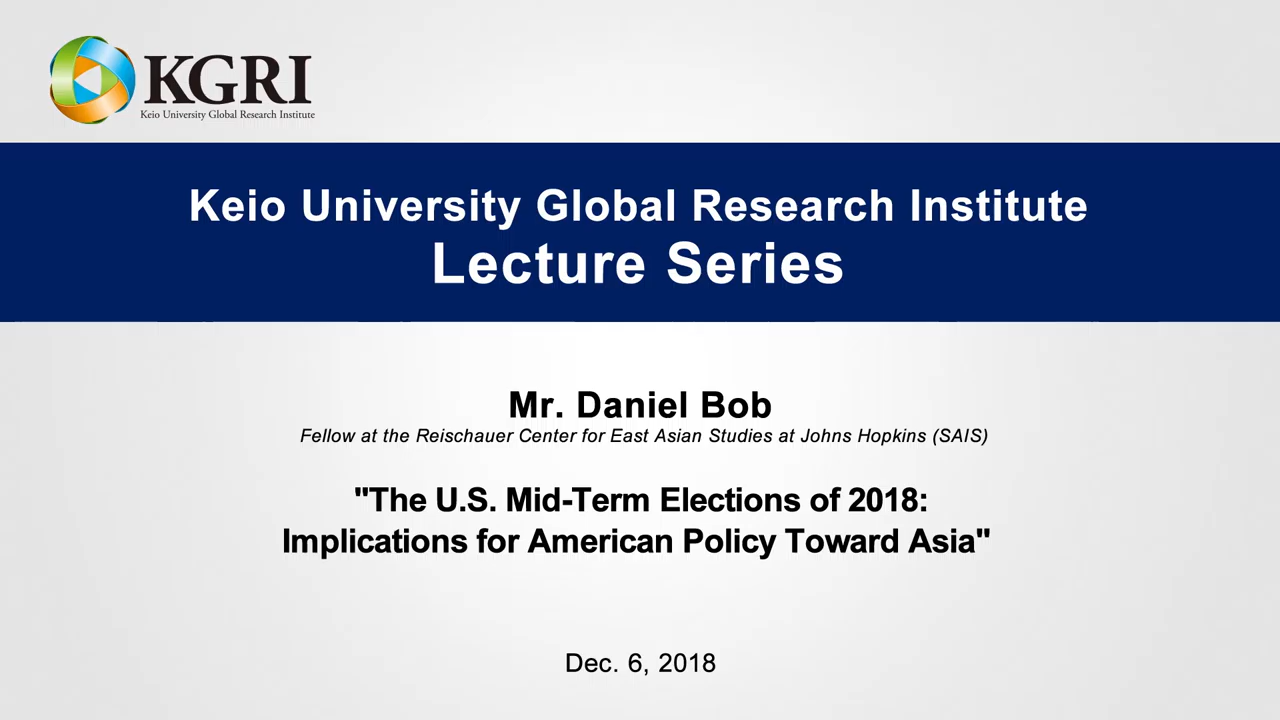 KGRI
Keio University Global Research Institute
Keio University Global Research Institute
Lecture Series
Mr. Daniel Bob
Fellow at the Reischauer Center for East Asian Studies at Johns Hopkins (SAIS)
"The U.S. Mid-Term Elections of 2018:
Implications for American Policy Toward Asia"
Dec. 6, 2018